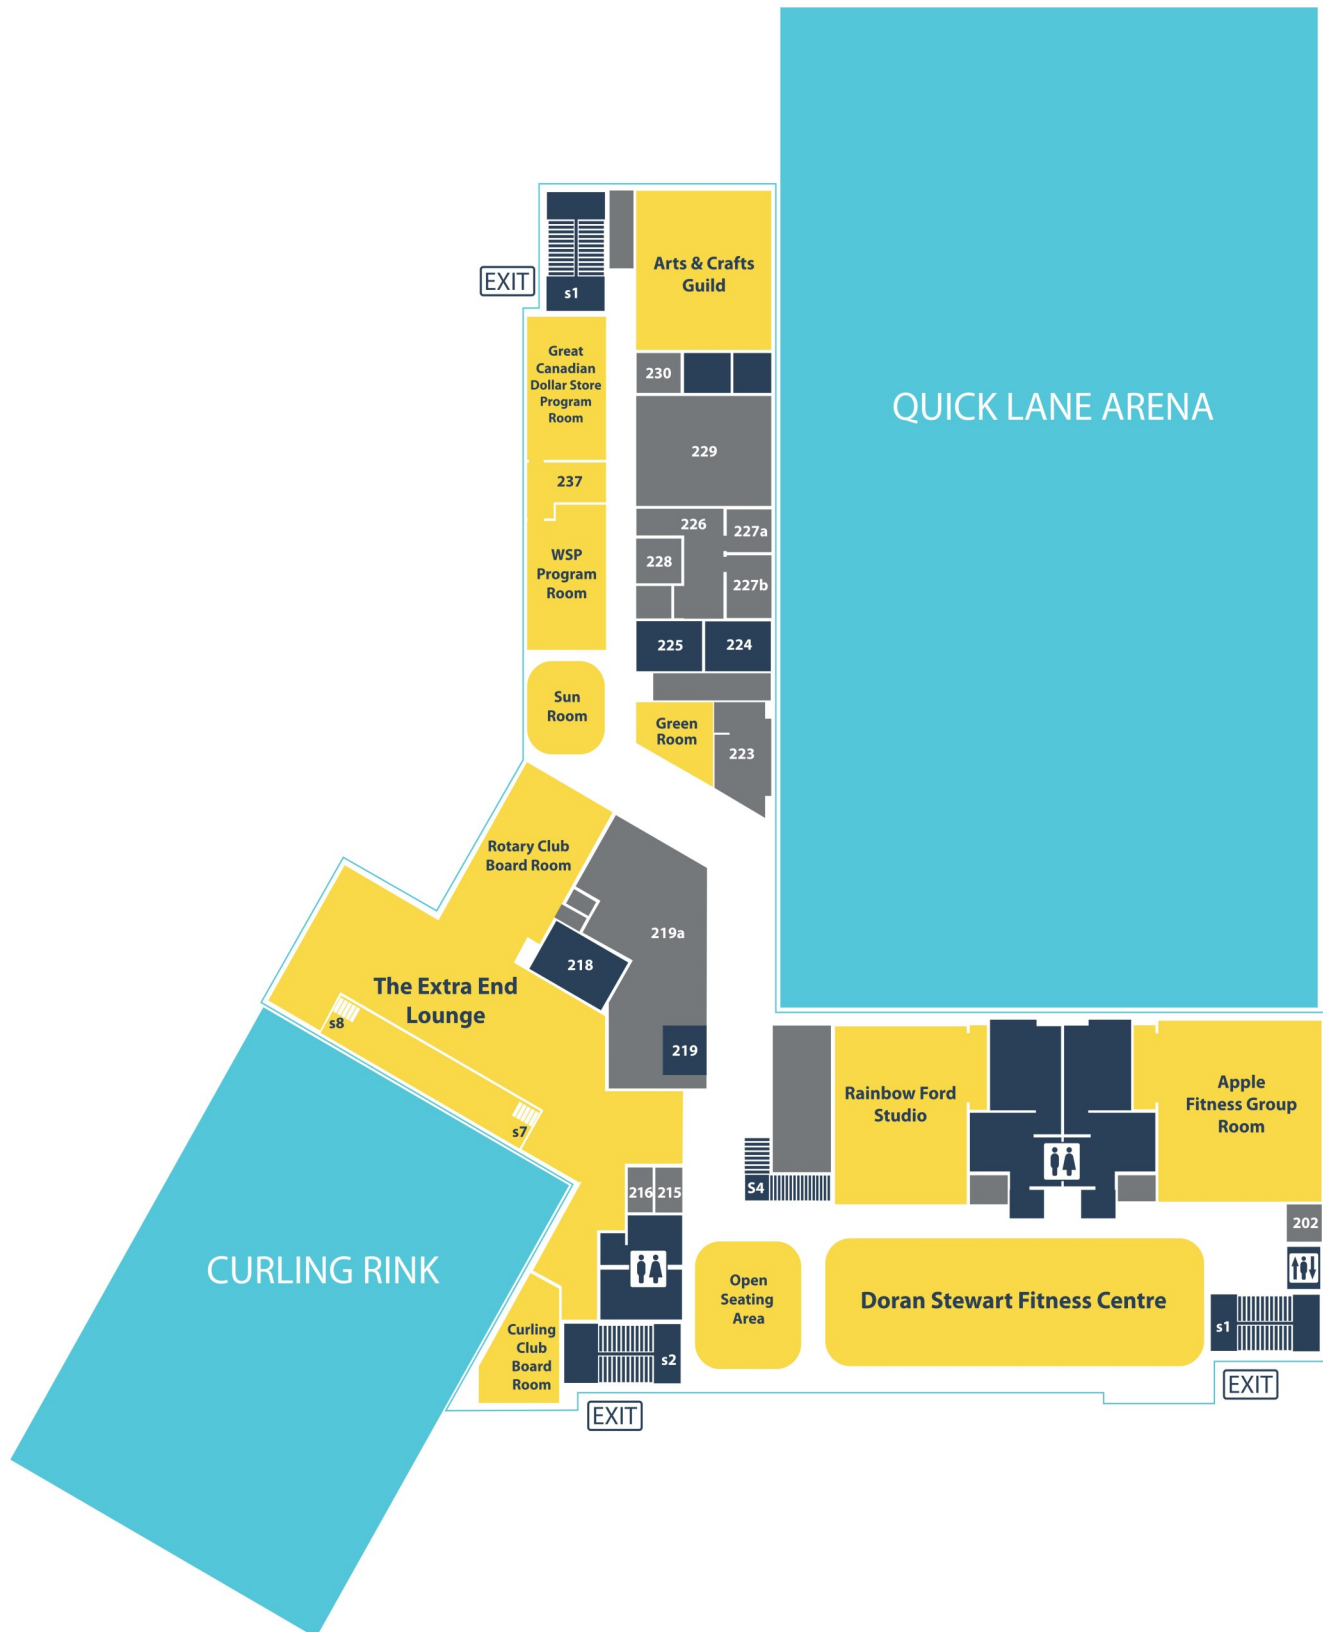 Arts & Crafts
Guild
EXIT
s1
Great
Canadian
Dollar Store
Program
Room
230
QUICK LANE ARENA
229
237
226
227a
WSP
Program
Room
228
227b
225
224
Sun
Room
Green
Room
223
Rotary Club
Board Room
219a
218
The Extra End
Lounge
s8
219
Rainbow Ford
Studio
Apple
Fitness Group
Room
s7
S4
216
215
202
CURLING RINK
Open
Seating
Area
Doran Stewart Fitness Centre
s1
Curling
Club
Board
Room
s2
EXIT
EXIT